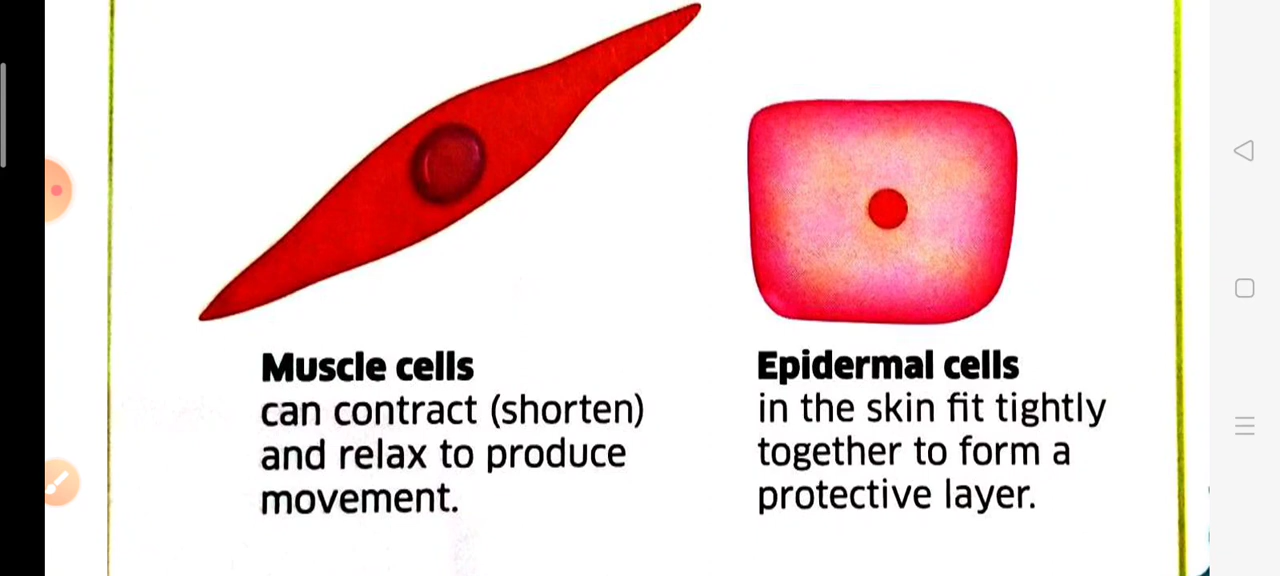 Muscle cells
can contract (shorten)
and relax to produce
movement.
Epidermal cells
in the skin fit tightly
together to form a
protective layer.